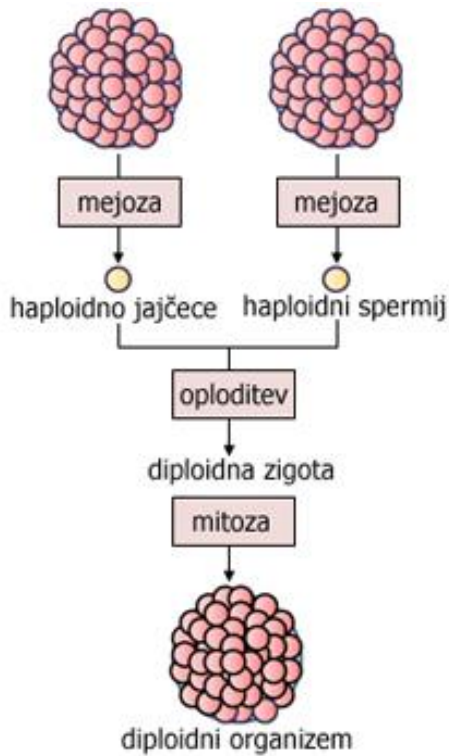 mejoza
mejoza
haploidno jajčece
haploidni spermij
oploditev
diploidna zigota
mitoza
diploidni organizem